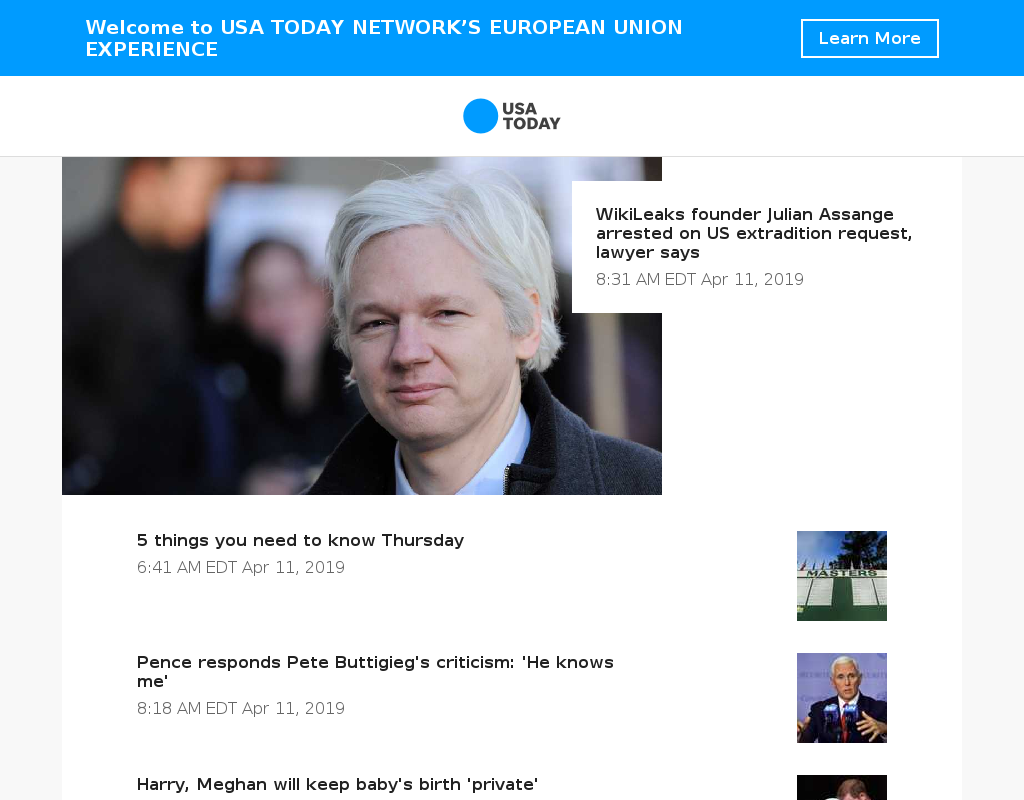 Welcome to USA TODAY NETWORK’S EUROPEAN UNION
EXPERIENCE
Learn More
USA
TODAY
WikiLeaks founder Julian Assange
arrested on US extradition request,
lawyer says
8:31 AM EDT Apr 11, 2019
5 things you need to know Thursday
6:41 AM EDT Apr 11, 2019
MASTERS
Pence responds Pete Buttigieg's criticism: 'He knows
me'
8:18 AM EDT Apr 11, 2019
Harry, Meghan will keep baby's birth 'private'